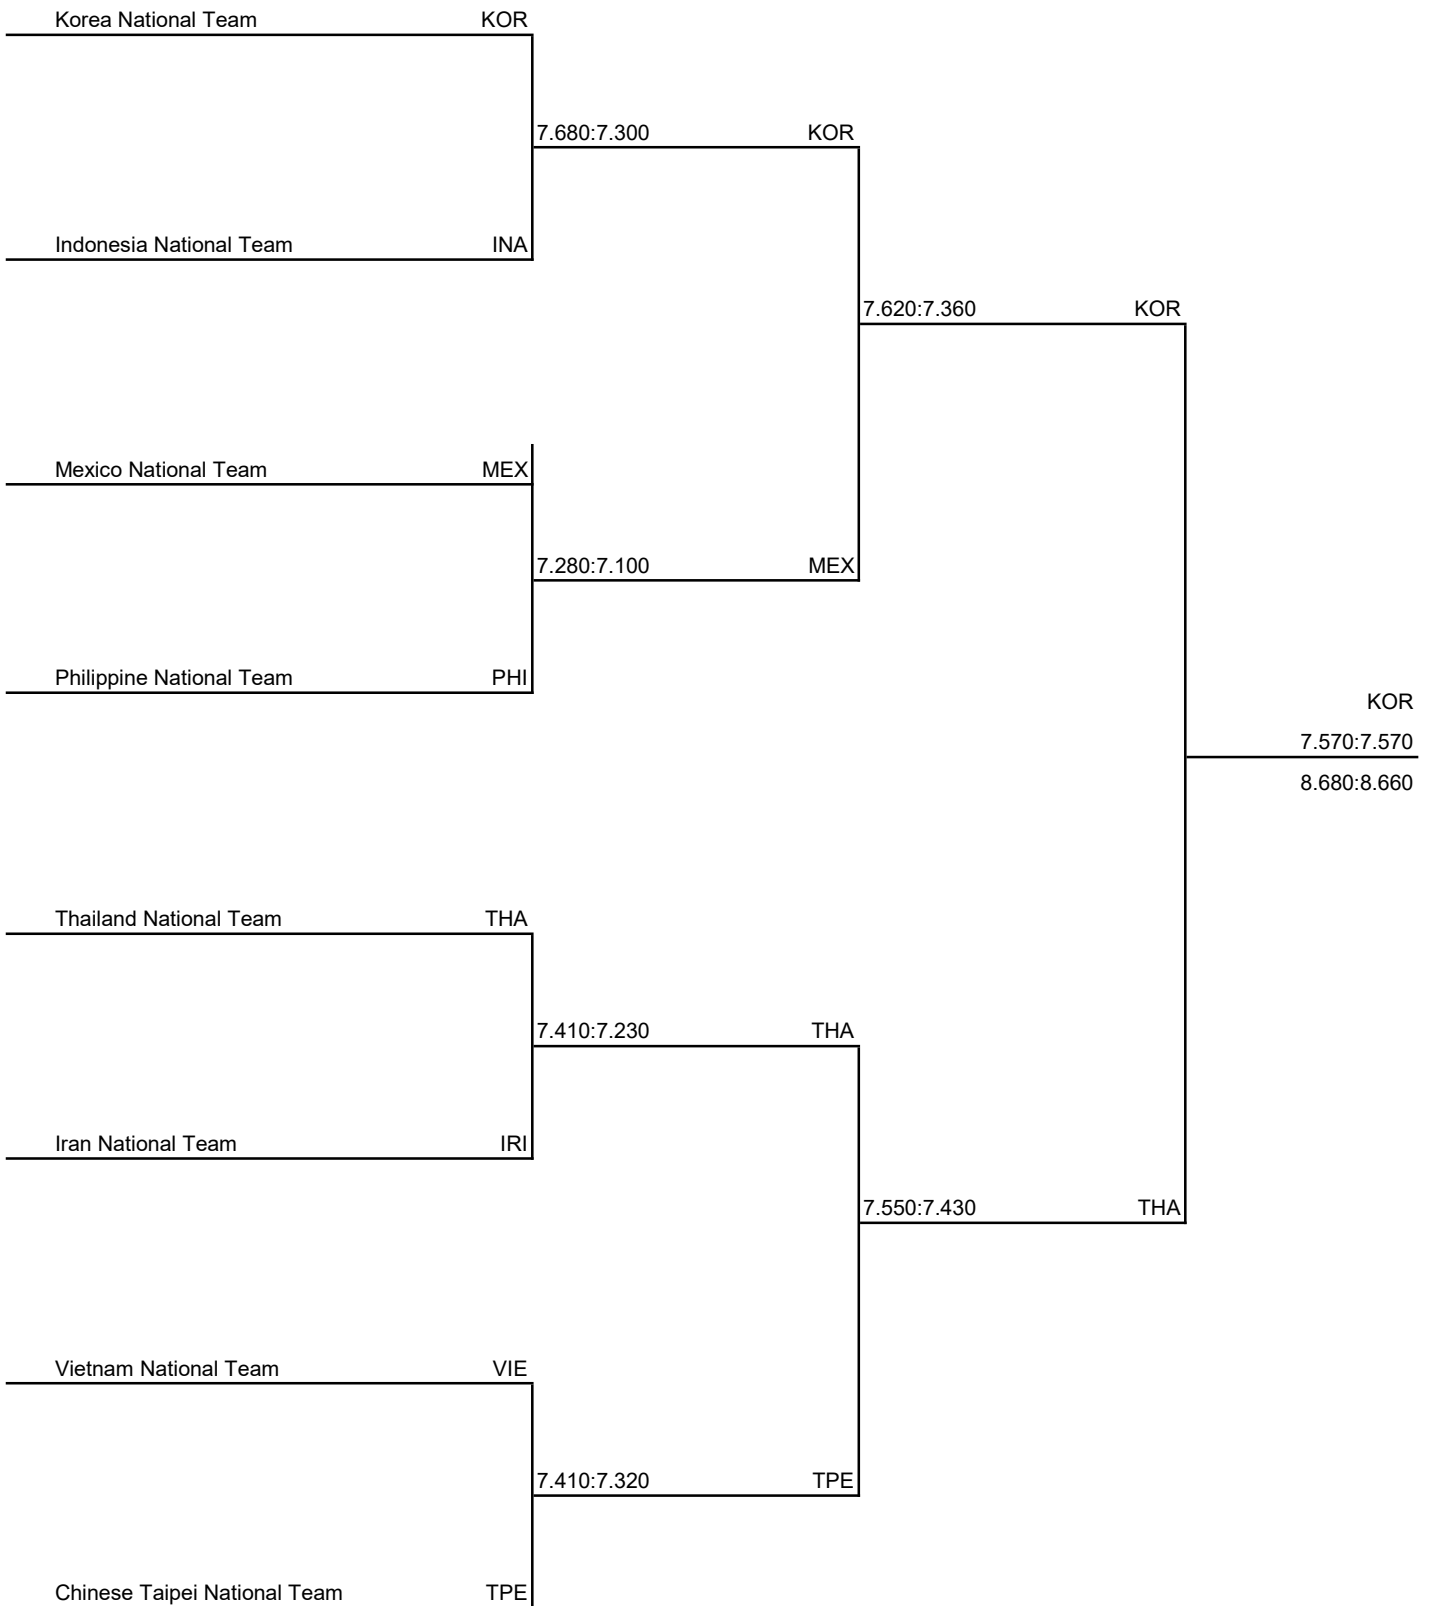 Korea National Team KOR
7.680:7.300 KOR
Indonesia National Team INA
7.620:7.360 KOR
Mexico National Team MEX
7.280:7.100 MEX
Philippine National Team PHI
KOR
7.570:7.570
8.680:8.660
Thailand National Team THA
7.410:7.230 THA
Iran National Team IRI
7.550:7.430 THA
Vietnam National Team VIE
7.410:7.320 TPE
Chinese Taipei National Team TPE